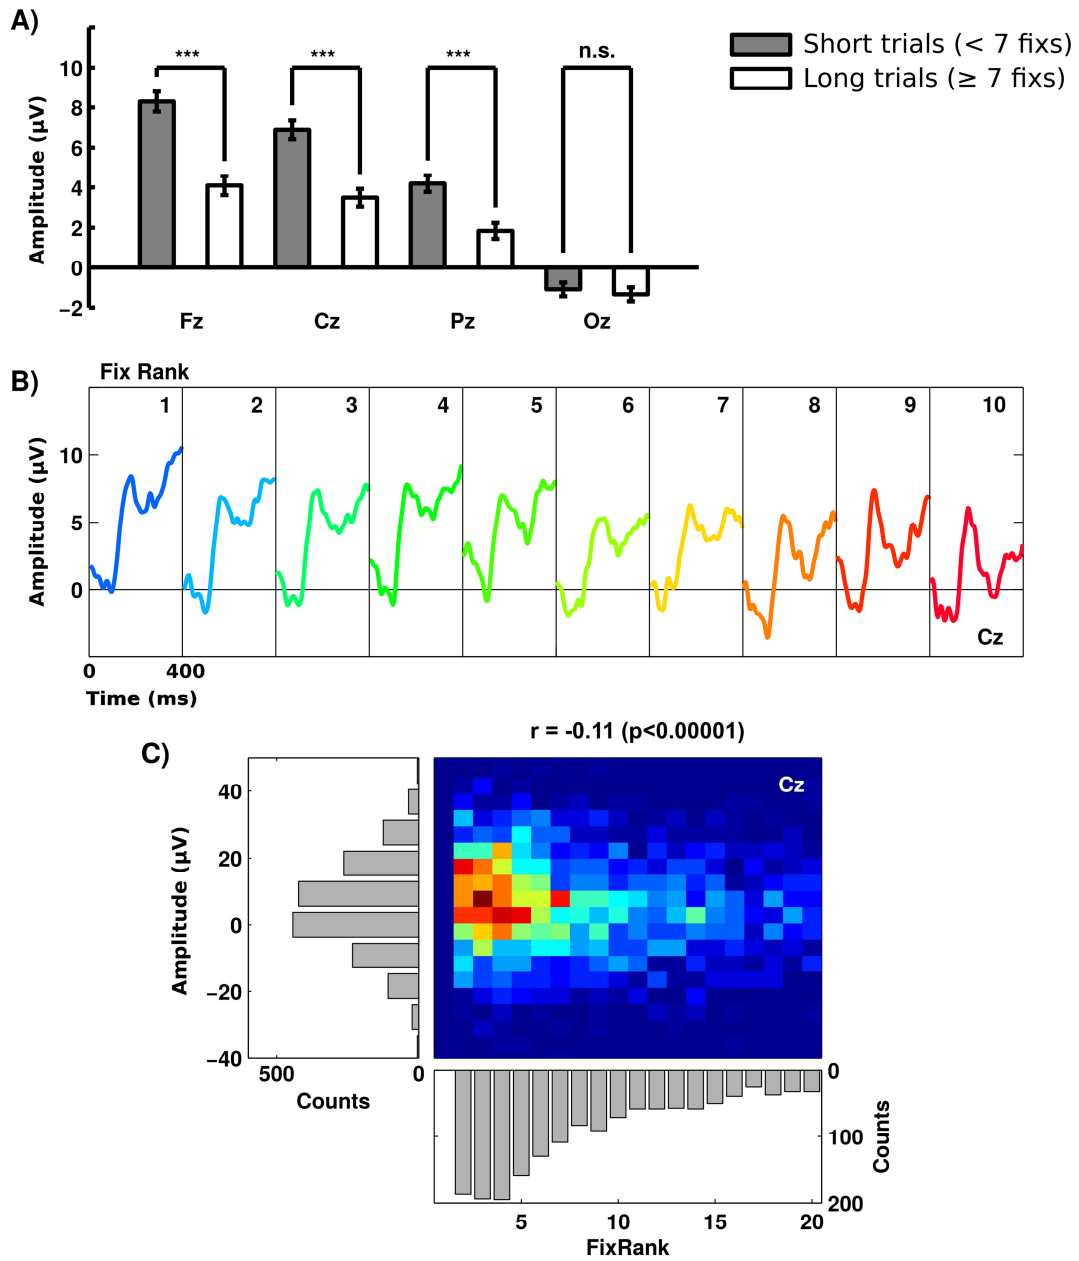 A)
Short trials (< 7 fixs)
Long trials (≥ 7 fixs)
*** *** *** n.s.
10
8
6
4
2
0
−2
Amplitude (µV)
Fz Cz Pz Oz
B)
Fix Rank
1 2 3 4 5 6 7 8 9 10
10
5
0
Amplitude (µV)
Cz
0 400
Time (ms)
r = -0.11 (p<0.00001)
C)
Cz
40
20
0
−20
−40
Amplitude (µV)
500 0
Counts
0
100
200
Counts
5 10 15 20
FixRank